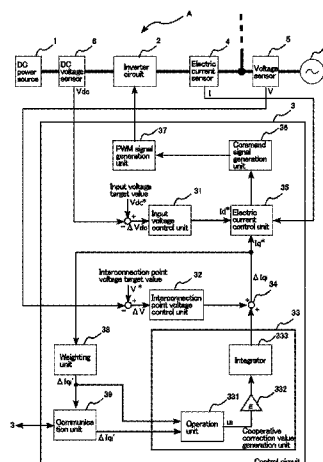 A
1
6
2
4
5
DC power source
DC voltage sensor
Inverter circuit
Electric current sensor
Voltage sensor
Vdc
I
V
3
37
36
PWM signal generation unit
Command signal generation unit
Input voltage target value
Vdc*
31
35
+
−
ΔVdc
Input voltage control unit
Id*
Electric current control unit
Iq*
Interconnection point voltage target value
V*
32
ΔIqi
34
+
−
ΔV
Interconnection point voltage control unit
+
+
33
333
38
Integrator
Weighting unit
332
ΔIqi'
39
331
E
3
Communication unit
Operation unit
ui
ΔIqj'
Cooperative correction value generation unit
Control circuit